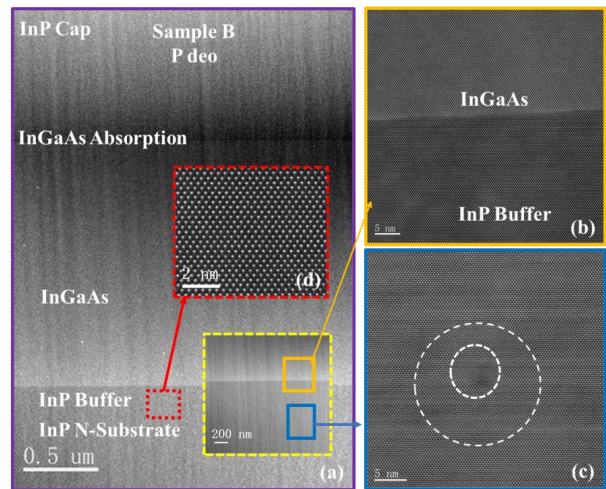 InP Cap
Sample B
P deo
InGaAs Absorption
2 nm
(d)
InGaAs
InP Buffer
InP N-Substrate
0.5 um
200 nm
(a)
InGaAs
InP Buffer
5 nm
(b)
5 nm
(c)